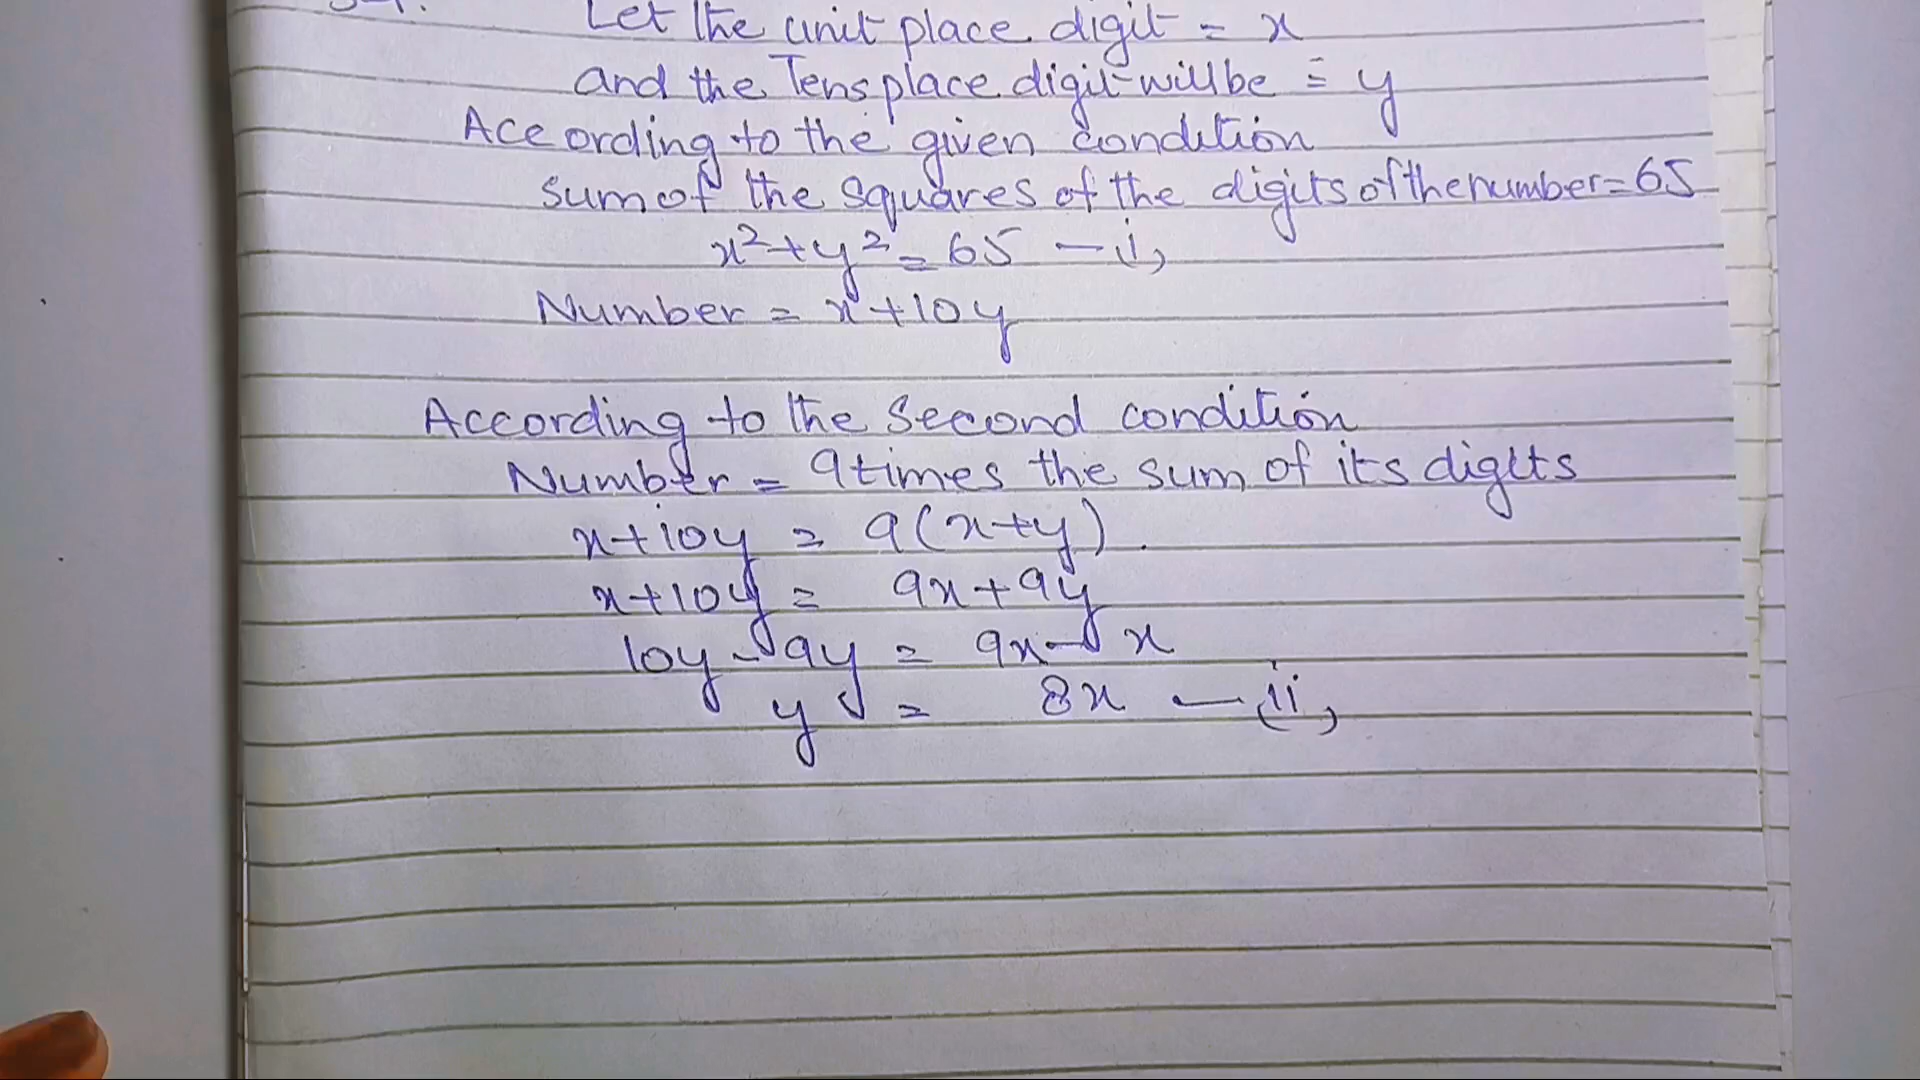 Let the unit place digit = x
and the Tens place digit will be = y
According to the given condition
sum of the squares of the digits of the number = 65
x² + y² = 65 — i,
Number = x + 10y
According to the second condition
Number = 9 times the sum of its digits
x + 10y = 9(x + y).
x + 10y = 9x + 9y
10y - 9y = 9x - x
y = 8x — (ii,